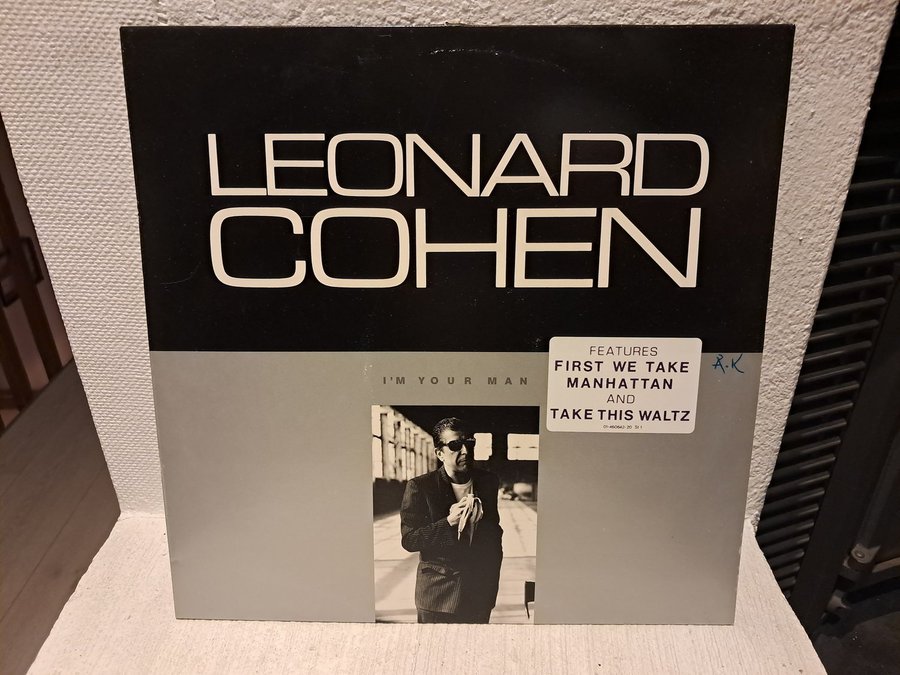 LEONARD
COHEN
I'M YOUR MAN
FEATURES
FIRST WE TAKE
MANHATTAN
AND
TAKE THIS WALTZ
R.K